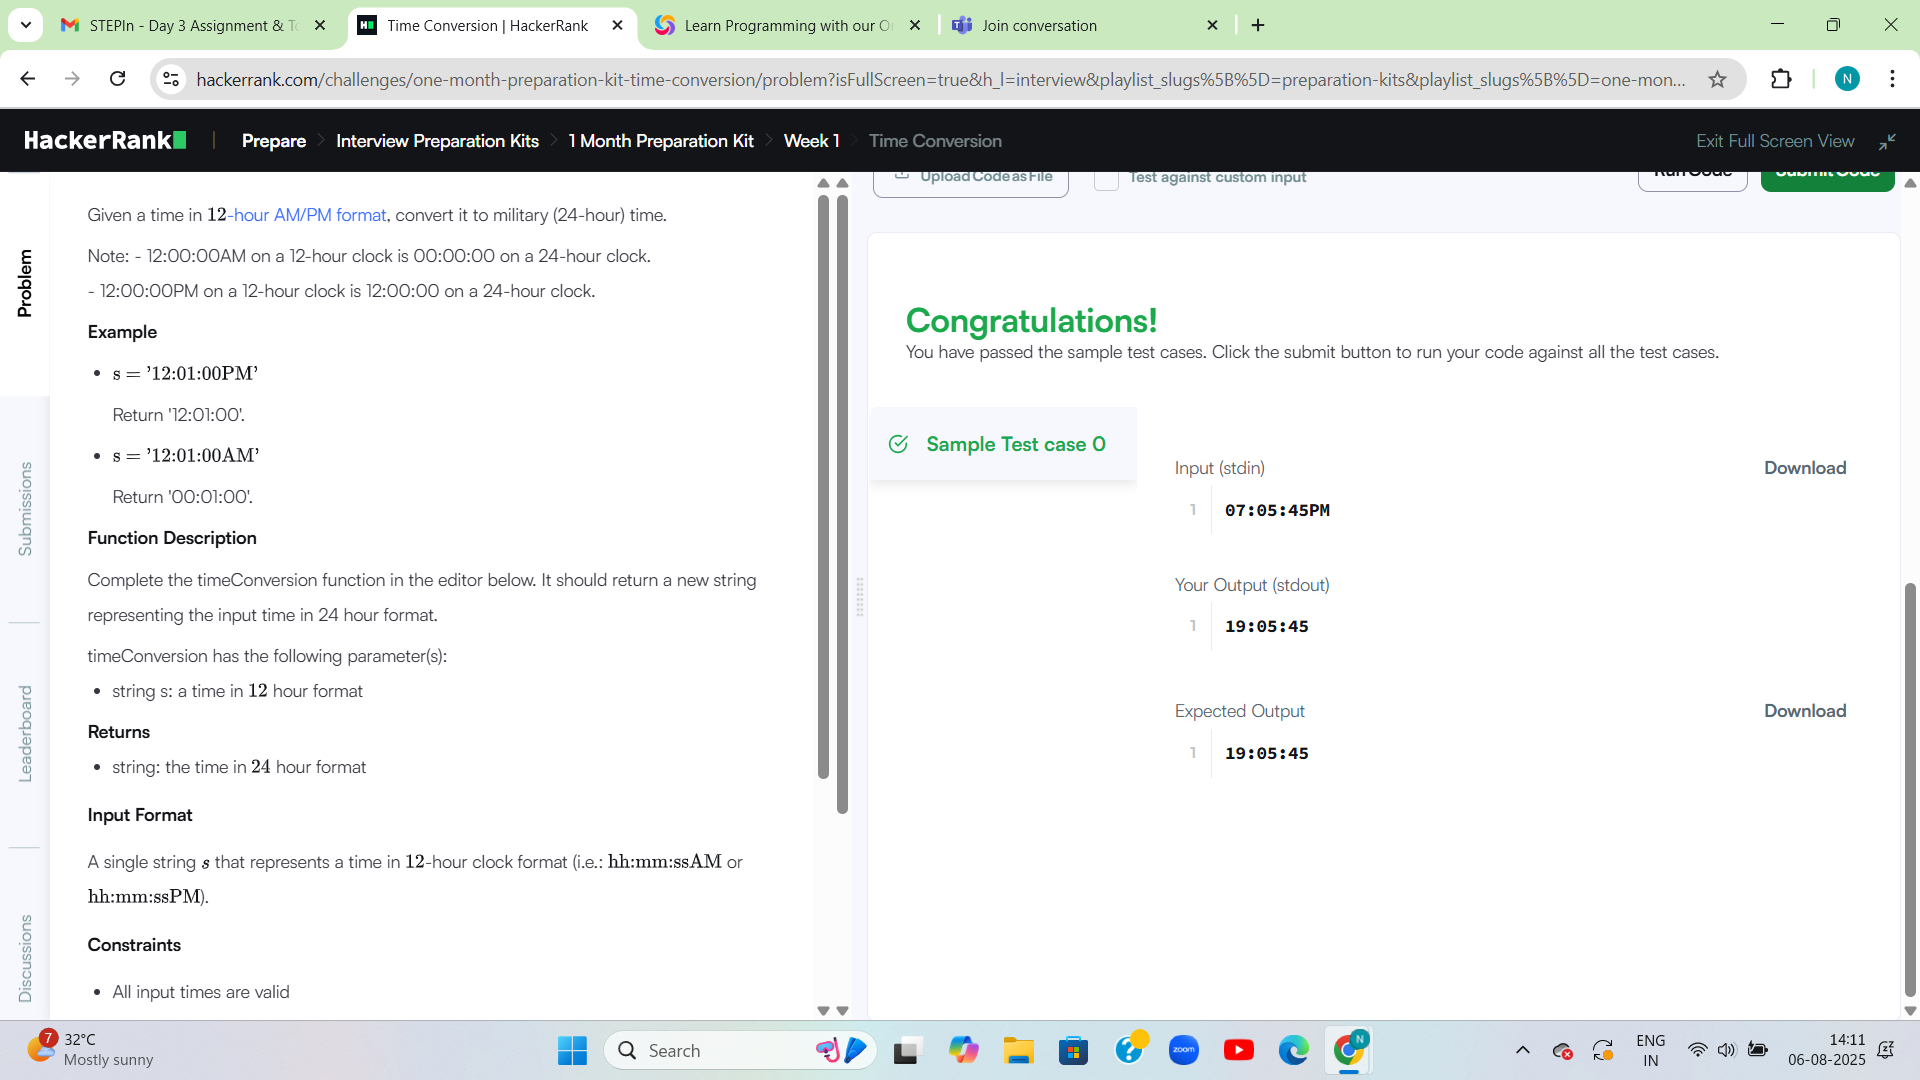 STEPIn - Day 3 Assignment & To
Time Conversion | HackerRank
Learn Programming with our O
Join conversation
hackerrank.com/challenges/one-month-preparation-kit-time-conversion/problem?isFullScreen=true&h_l=interview&playlist_slugs%5B%5D=preparation-kits&playlist_slugs%5B%5D=one-mon...
N
HackerRank
Prepare
Interview Preparation Kits
1 Month Preparation Kit
Week 1
Time Conversion
Exit Full Screen View
Problem
Submissions
Leaderboard
Discussions
Given a time in 12-hour AM/PM format, convert it to military (24-hour) time.
Note: - 12:00:00AM on a 12-hour clock is 00:00:00 on a 24-hour clock.
- 12:00:00PM on a 12-hour clock is 12:00:00 on a 24-hour clock.
Example
• s = '12:01:00PM'
Return '12:01:00'.
• s = '12:01:00AM'
Return '00:01:00'.
Function Description
Complete the timeConversion function in the editor below. It should return a new string
representing the input time in 24 hour format.
timeConversion has the following parameter(s):
• string s: a time in 12 hour format
Returns
• string: the time in 24 hour format
Input Format
A single string s that represents a time in 12-hour clock format (i.e.: hh:mm:ssAM or
hh:mm:ssPM).
Constraints
• All input times are valid
Upload Code as File
Test against custom input
Run Code
Submit Code
Congratulations!
You have passed the sample test cases. Click the submit button to run your code against all the test cases.
Sample Test case 0
Input (stdin)
Download
1 07:05:45PM
Your Output (stdout)
1 19:05:45
Expected Output
Download
1 19:05:45
7
32°C
Mostly sunny
Search
zoom
N
ENG
IN
14:11
06-08-2025